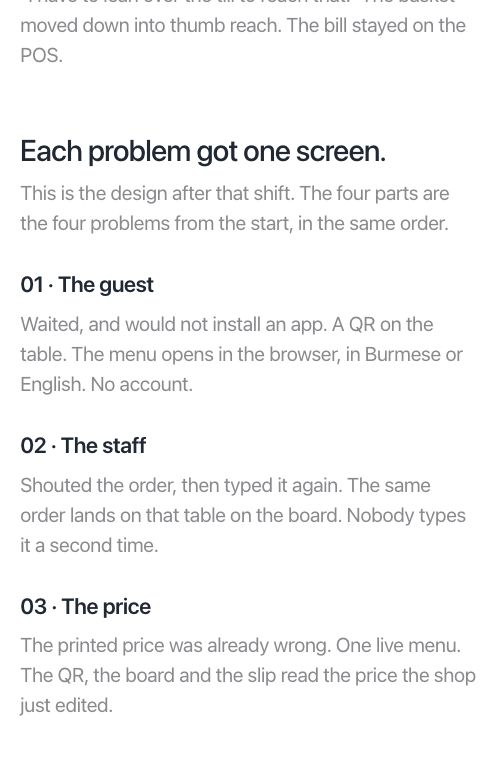 moved down into thumb reach. The bill stayed on the
POS.
Each problem got one screen.
This is the design after that shift. The four parts are
the four problems from the start, in the same order.
01 · The guest
Waited, and would not install an app. A QR on the
table. The menu opens in the browser, in Burmese or
English. No account.
02 · The staff
Shouted the order, then typed it again. The same
order lands on that table on the board. Nobody types
it a second time.
03 · The price
The printed price was already wrong. One live menu.
The QR, the board and the slip read the price the shop
just edited.